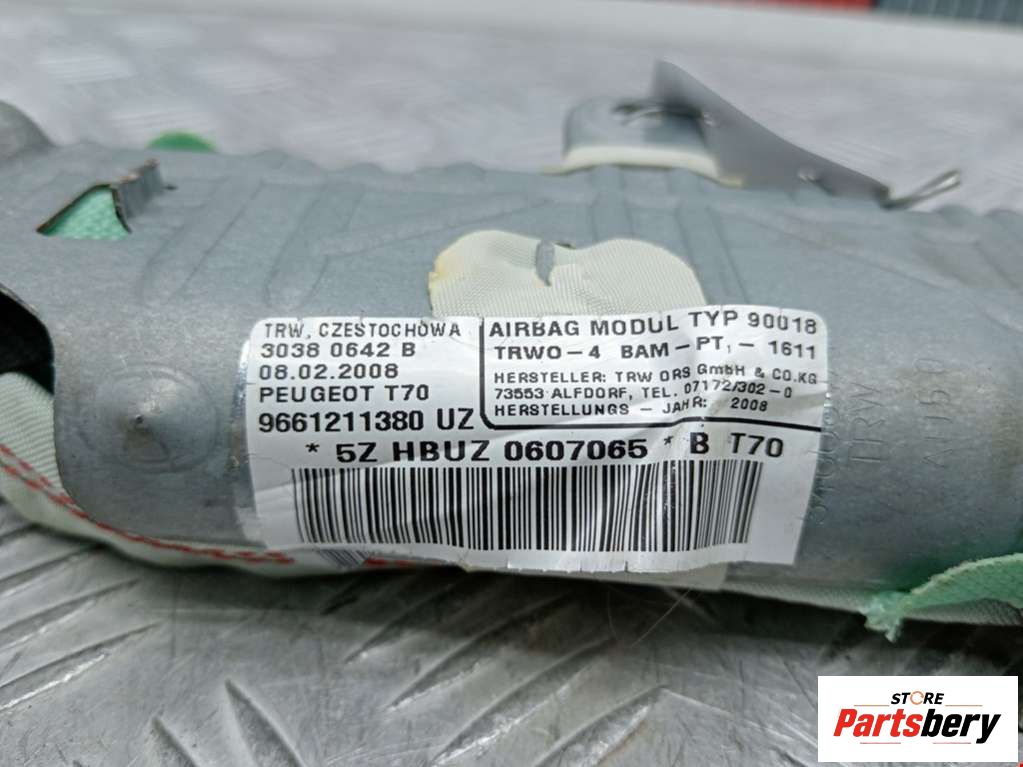 TRW, CZESTOCHOWA
3038 0642 B
08.02.2008
PEUGEOT T70
9661211380 UZ
AIRBAG MODUL TYP 90018
TRWO-4 BAM-PT, - 1611
HERSTELLER: TRW ORS GmbH & CO.KG
73553 ALFDORF, TEL. 07172/302-0
HERSTELLUNGS - JAHR: 2008
* 5Z HBUZ 0607065 * B T70
TRW
STORE
Partsbery